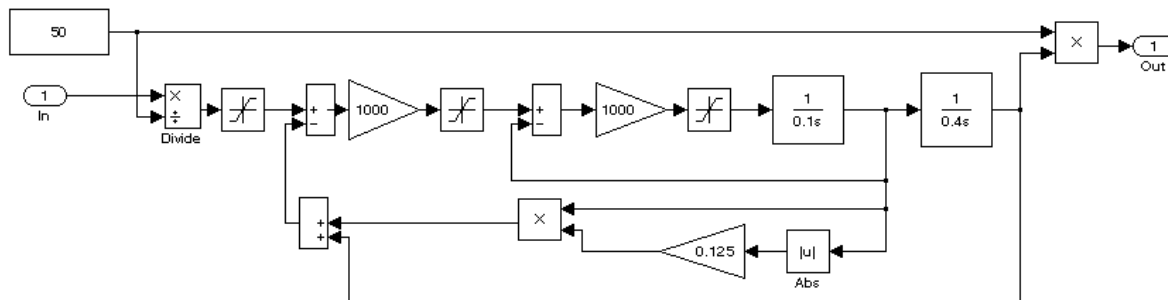 50
1
In
×
÷
Divide
+
−
1000
+
−
1000
1
0.1s
1
0.4s
×
1
Out
+
+
×
0.125
|u|
Abs